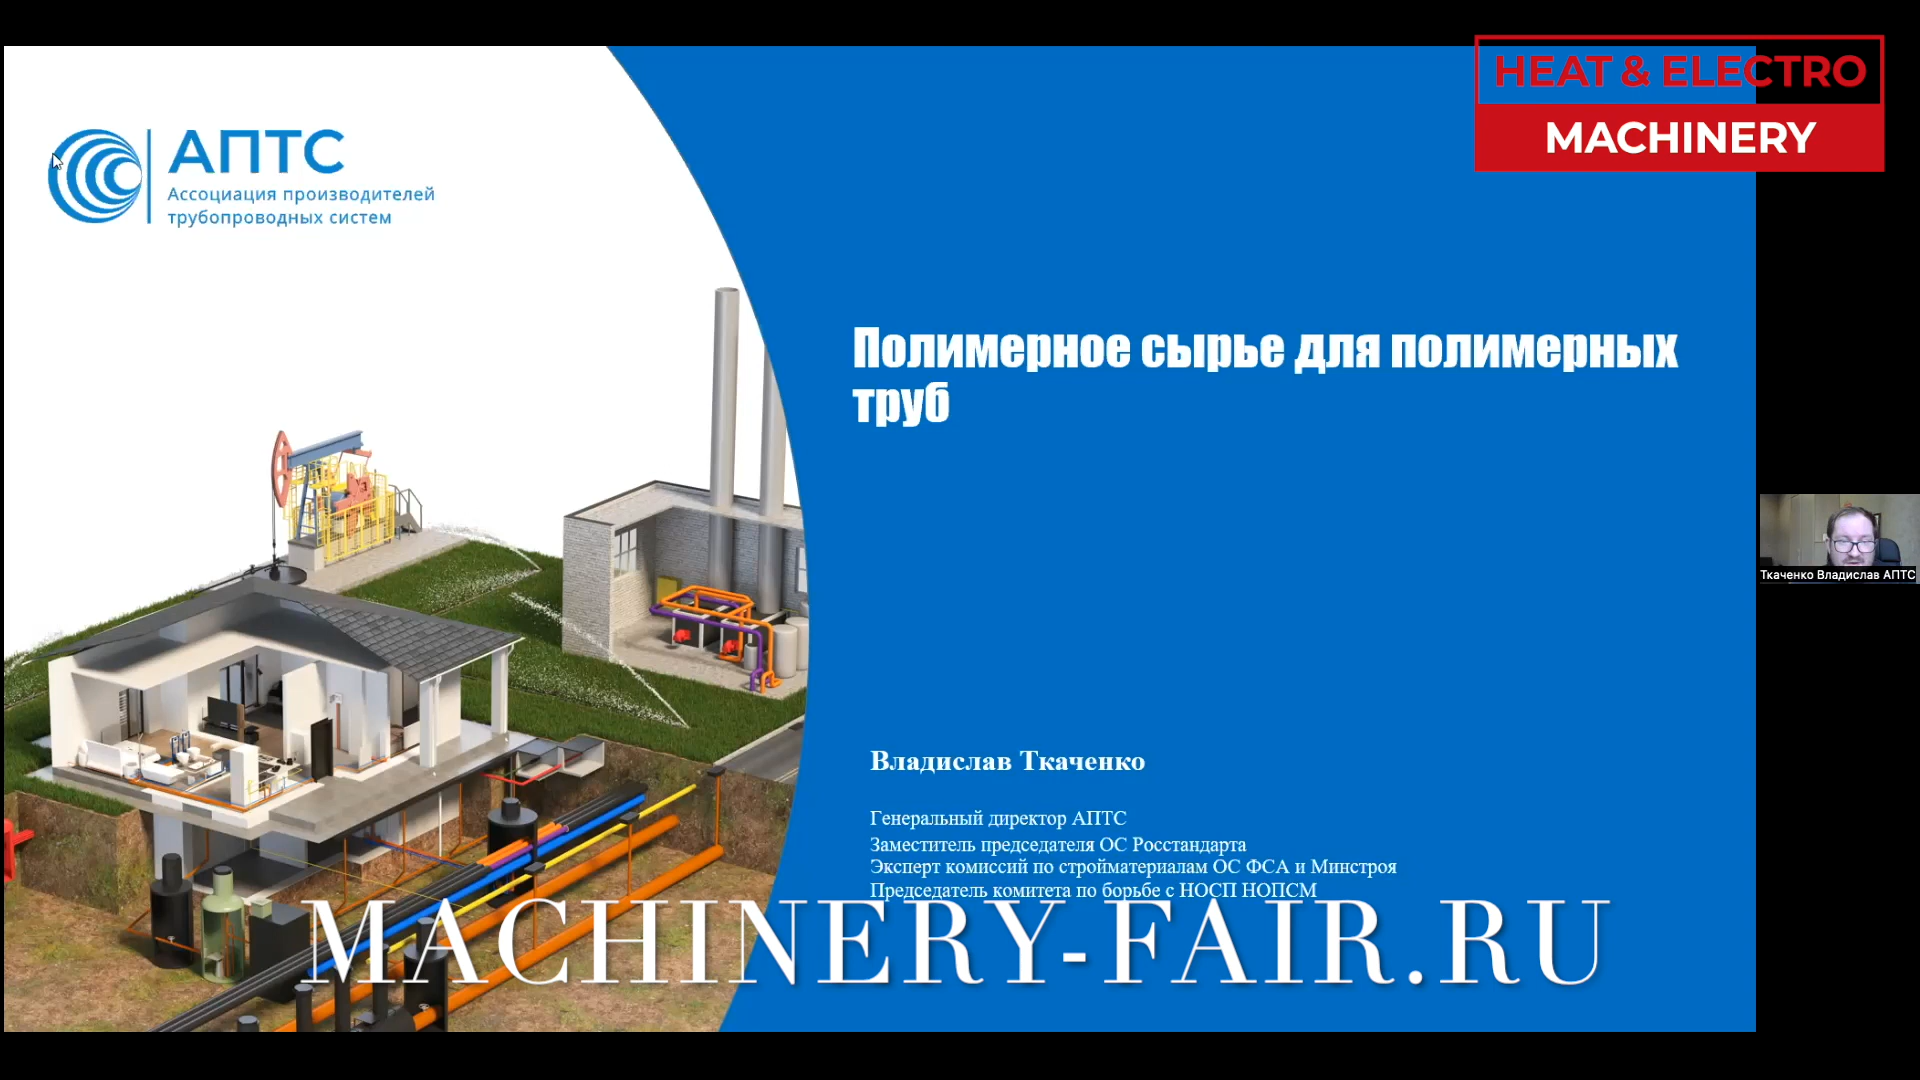 HEAT & ELECTRO
MACHINERY
АПТС
Ассоциация производителей
трубопроводных систем
Полимерное сырье для полимерных
труб
Владислав Ткаченко
Генеральный директор АПТС
Заместитель председателя ОС Росстандарта
Эксперт комиссий по стройматериалам ОС ФСА и Минстроя
Председатель комитета по борьбе с НОСП НОПСМ
MACHINERY-FAIR.RU
Ткаченко Владислав АПТС